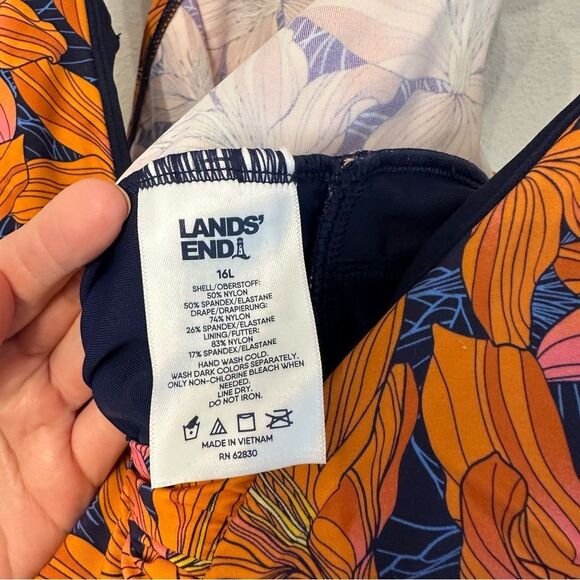 LANDS'
END
16L
SHELL/OBERSTOFF:
50% NYLON
50% SPANDEX/ELASTANE
DRAPE/DRAPIERUNG:
74% NYLON
26% SPANDEX/ELASTANE
LINING/FUTTER:
83% NYLON
17% SPANDEX/ELASTANE
HAND WASH COLD.
WASH DARK COLORS SEPARATELY.
ONLY NON-CHLORINE BLEACH WHEN
NEEDED.
LINE DRY.
DO NOT IRON.
MADE IN VIETNAM
RN 62830